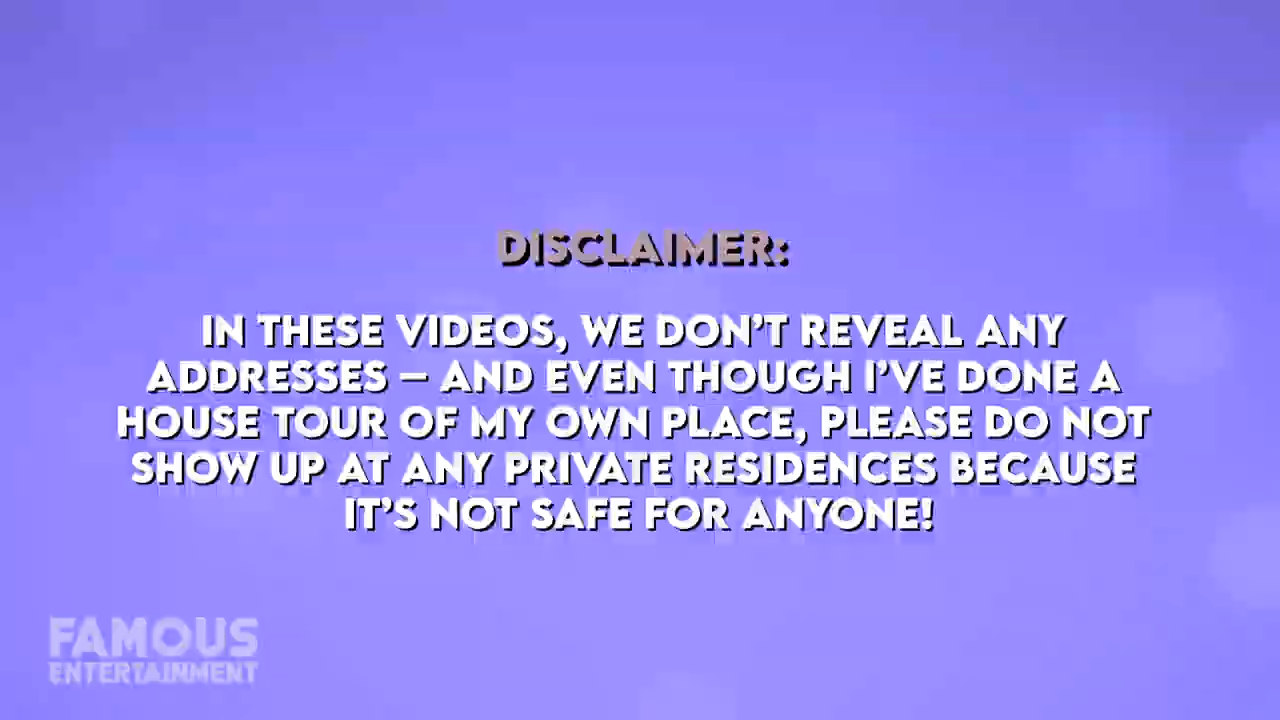 DISCLAIMER:
IN THESE VIDEOS, WE DON'T REVEAL ANY
ADDRESSES – AND EVEN THOUGH I'VE DONE A
HOUSE TOUR OF MY OWN PLACE, PLEASE DO NOT
SHOW UP AT ANY PRIVATE RESIDENCES BECAUSE
IT'S NOT SAFE FOR ANYONE!
FAMOUS
ENTERTAINMENT